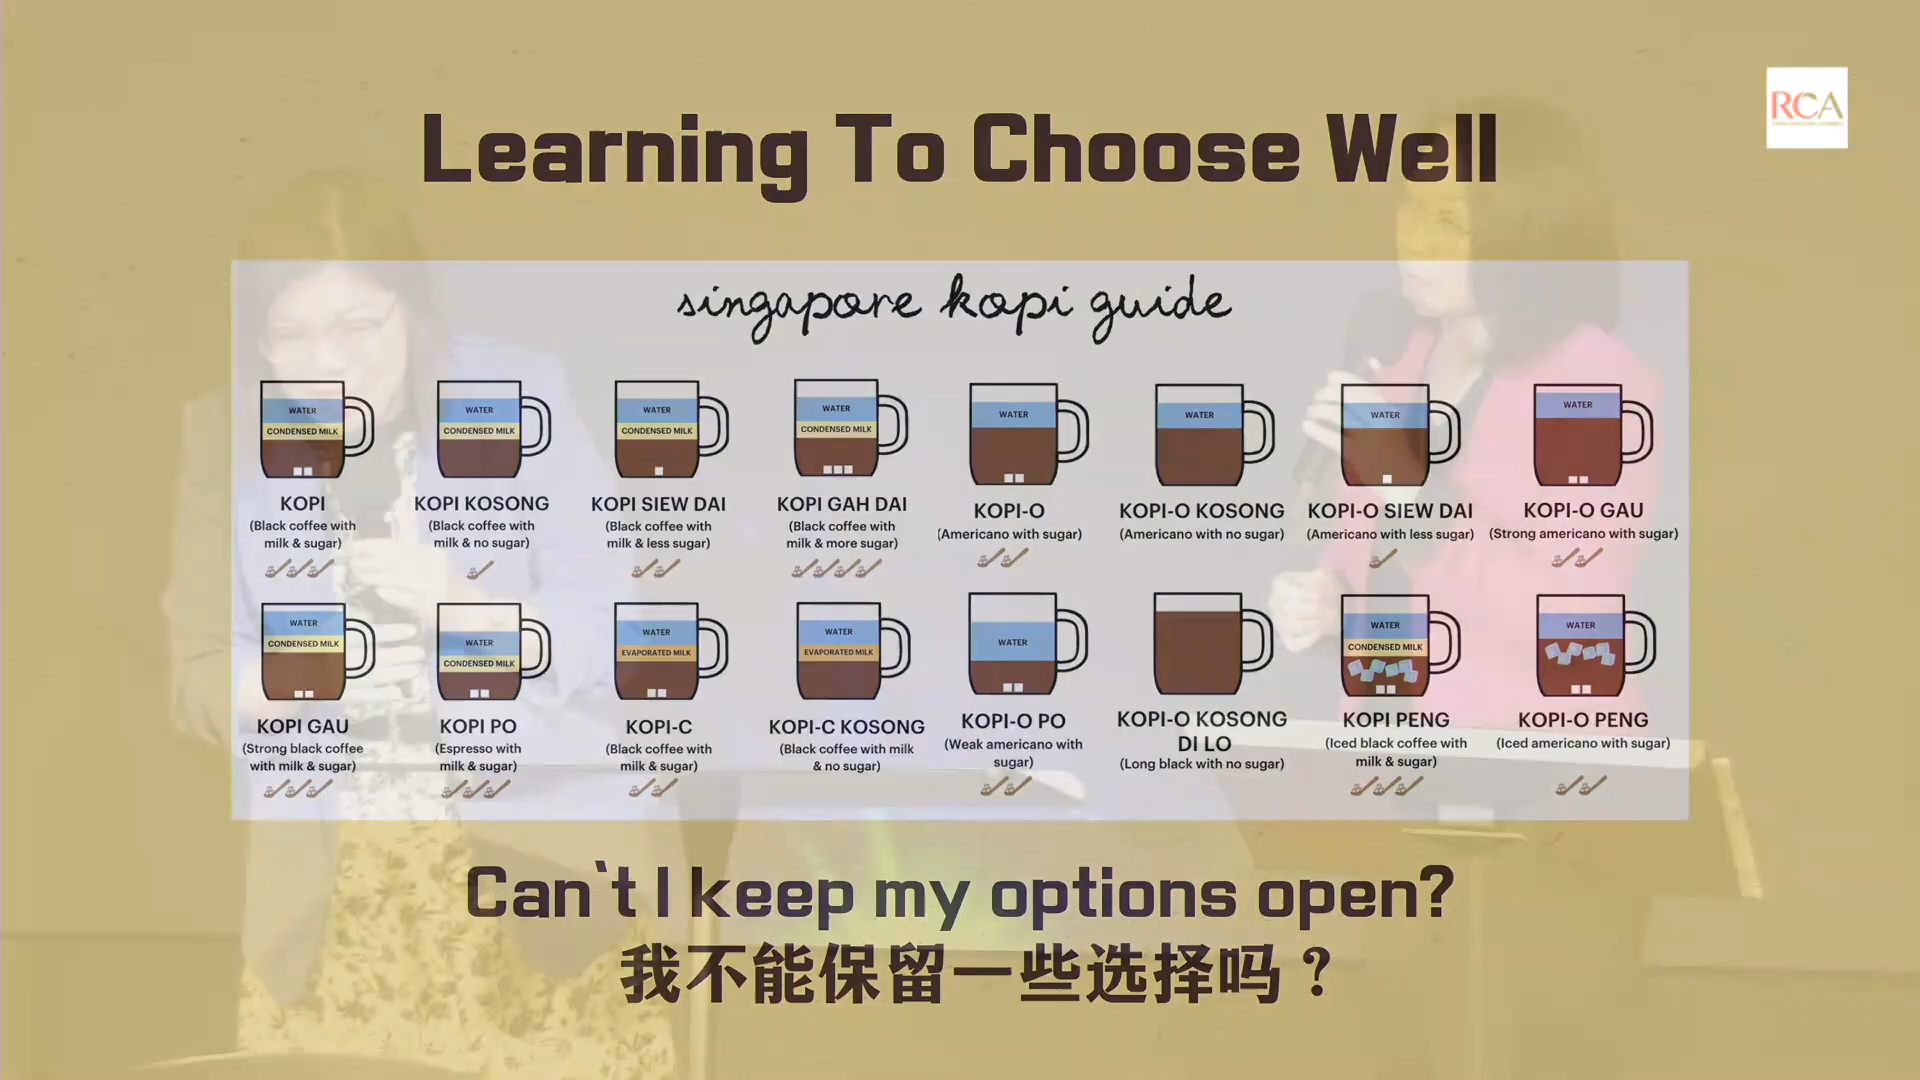 Learning To Choose Well
RCA
singapore kopi guide
WATER
CONDENSED MILK
KOPI
(Black coffee with
milk & sugar)
WATER
CONDENSED MILK
KOPI KOSONG
(Black coffee with
milk & no sugar)
WATER
CONDENSED MILK
KOPI SIEW DAI
(Black coffee with
milk & less sugar)
WATER
CONDENSED MILK
KOPI GAH DAI
(Black coffee with
milk & more sugar)
WATER
KOPI-O
(Americano with sugar)
WATER
KOPI-O KOSONG
(Americano with no sugar)
WATER
KOPI-O SIEW DAI
(Americano with less sugar)
WATER
KOPI-O GAU
(Strong americano with sugar)
WATER
CONDENSED MILK
KOPI GAU
(Strong black coffee
with milk & sugar)
WATER
CONDENSED MILK
KOPI PO
(Espresso with
milk & sugar)
WATER
EVAPORATED MILK
KOPI-C
(Black coffee with
milk & sugar)
WATER
EVAPORATED MILK
KOPI-C KOSONG
(Black coffee with milk
& no sugar)
WATER
KOPI-O PO
(Weak americano with
sugar)
KOPI-O KOSONG
DI LO
(Long black with no sugar)
WATER
CONDENSED MILK
KOPI PENG
(Iced black coffee with
milk & sugar)
WATER
KOPI-O PENG
(Iced americano with sugar)
Can`t I keep my options open?
我不能保留一些选择吗？